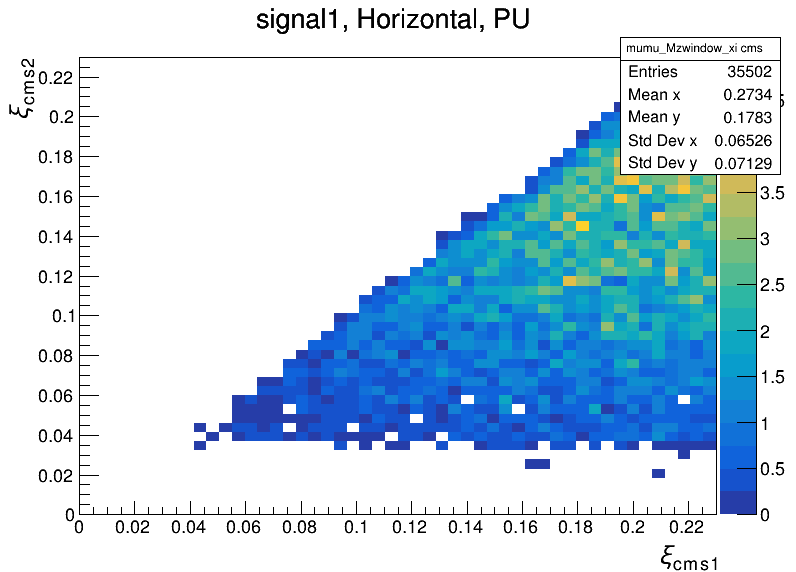 signal1, Horizontal, PU
mumu_Mzwindow_xi cms
Entries 35502
Mean x 0.2734
Mean y 0.1783
Std Dev x 0.06526
Std Dev y 0.07129
ξcms2
0.22
0.2
0.18
0.16
0.14
0.12
0.1
0.08
0.06
0.04
0.02
0
3.5
3
2.5
2
1.5
1
0.5
0
0 0.02 0.04 0.06 0.08 0.1 0.12 0.14 0.16 0.18 0.2 0.22
ξcms1